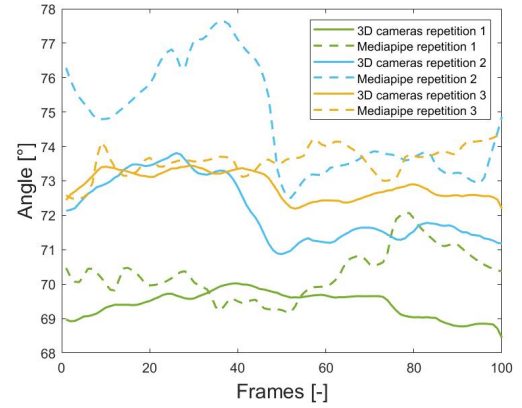 78
77
76
75
74
73
72
71
70
69
68
Angle [°]
3D cameras repetition 1
Mediapipe repetition 1
3D cameras repetition 2
Mediapipe repetition 2
3D cameras repetition 3
Mediapipe repetition 3
0 20 40 60 80 100
Frames [-]